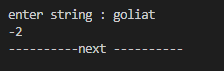 enter string : goliat
-2
----------next ----------